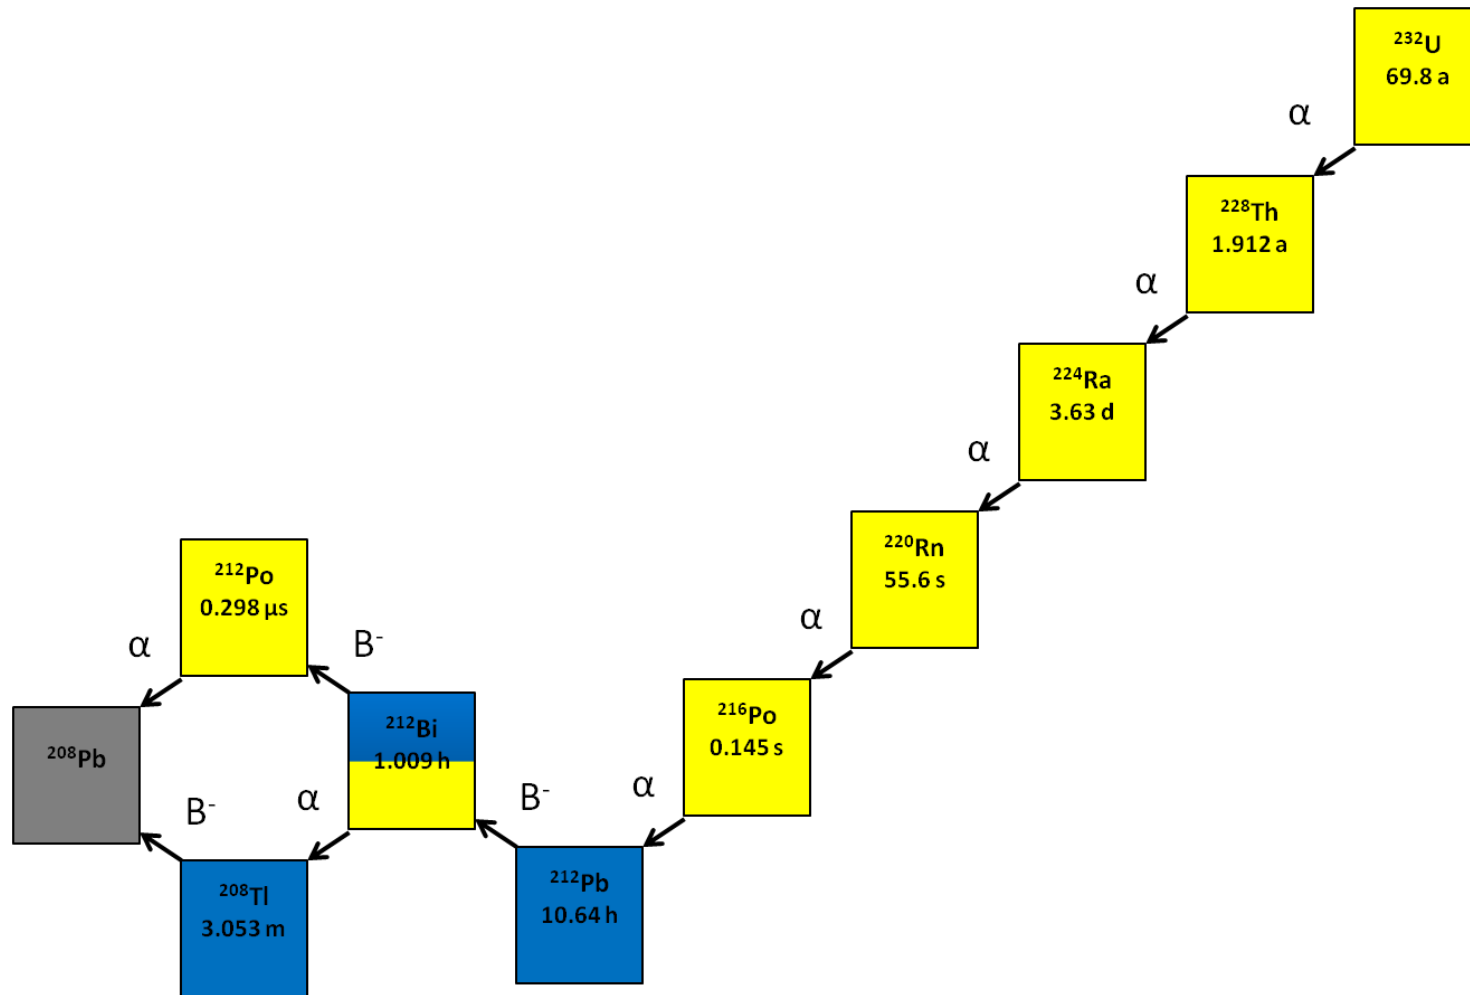 ²³²U
69.8 a
α
²²⁸Th
1.912 a
α
²²⁴Ra
3.63 d
α
²²⁰Rn
55.6 s
α
²¹⁶Po
0.145 s
α
²¹²Pb
10.64 h
B⁻
²¹²Bi
1.009 h
B⁻
α
²¹²Po
0.298 µs
α
²⁰⁸Tl
3.053 m
B⁻
²⁰⁸Pb